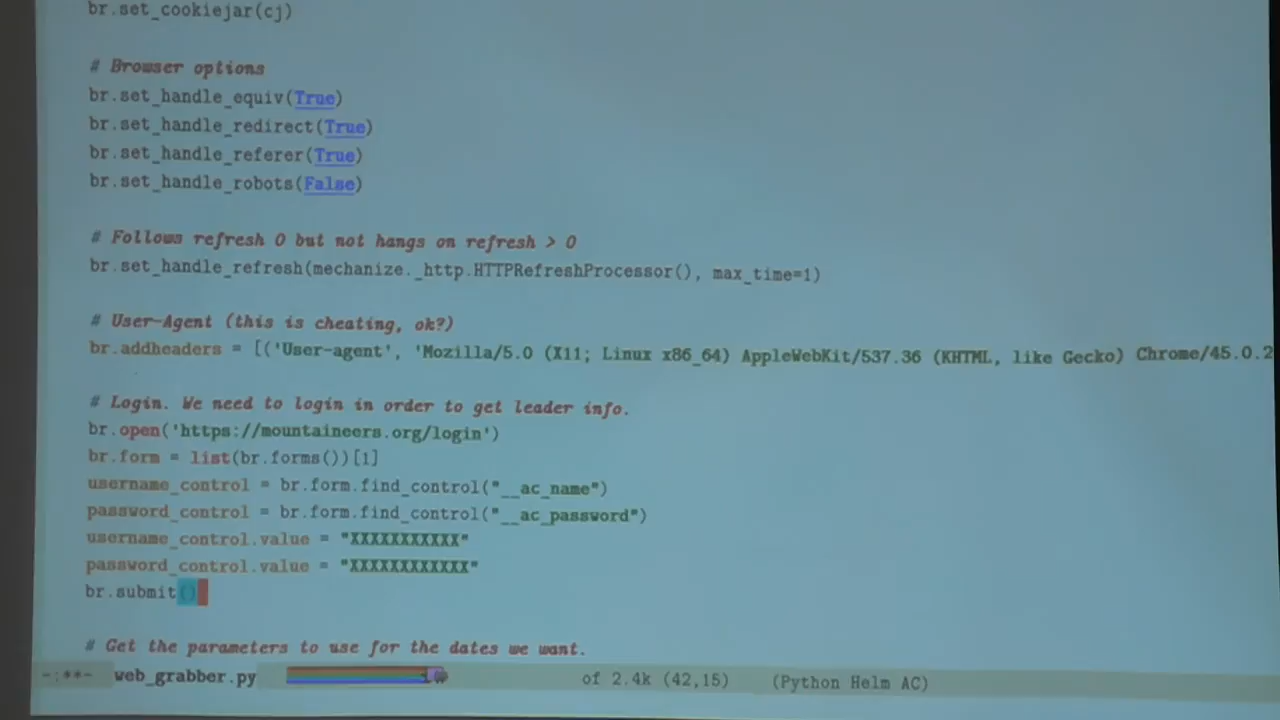 br.set_cookiejar(cj)
# Browser options
br.set_handle_equiv(True)
br.set_handle_redirect(True)
br.set_handle_referer(True)
br.set_handle_robots(False)
# Follows refresh 0 but not hangs on refresh > 0
br.set_handle_refresh(mechanize._http.HTTPRefreshProcessor(), max_time=1)
# User-Agent (this is cheating, ok?)
br.addheaders = [('User-agent', 'Mozilla/5.0 (X11; Linux x86_64) AppleWebKit/537.36 (KHTML, like Gecko) Chrome/45.0.2
# Login. We need to login in order to get leader info.
br.open('https://mountaineers.org/login')
br.form = list(br.forms())[1]
username_control = br.form.find_control("__ac_name")
password_control = br.form.find_control("__ac_password")
username_control.value = "XXXXXXXXXXX"
password_control.value = "XXXXXXXXXXXX"
br.submit()
# Get the parameters to use for the dates we want.
-:**- web_grabber.py of 2.4k (42,15) (Python Helm AC)